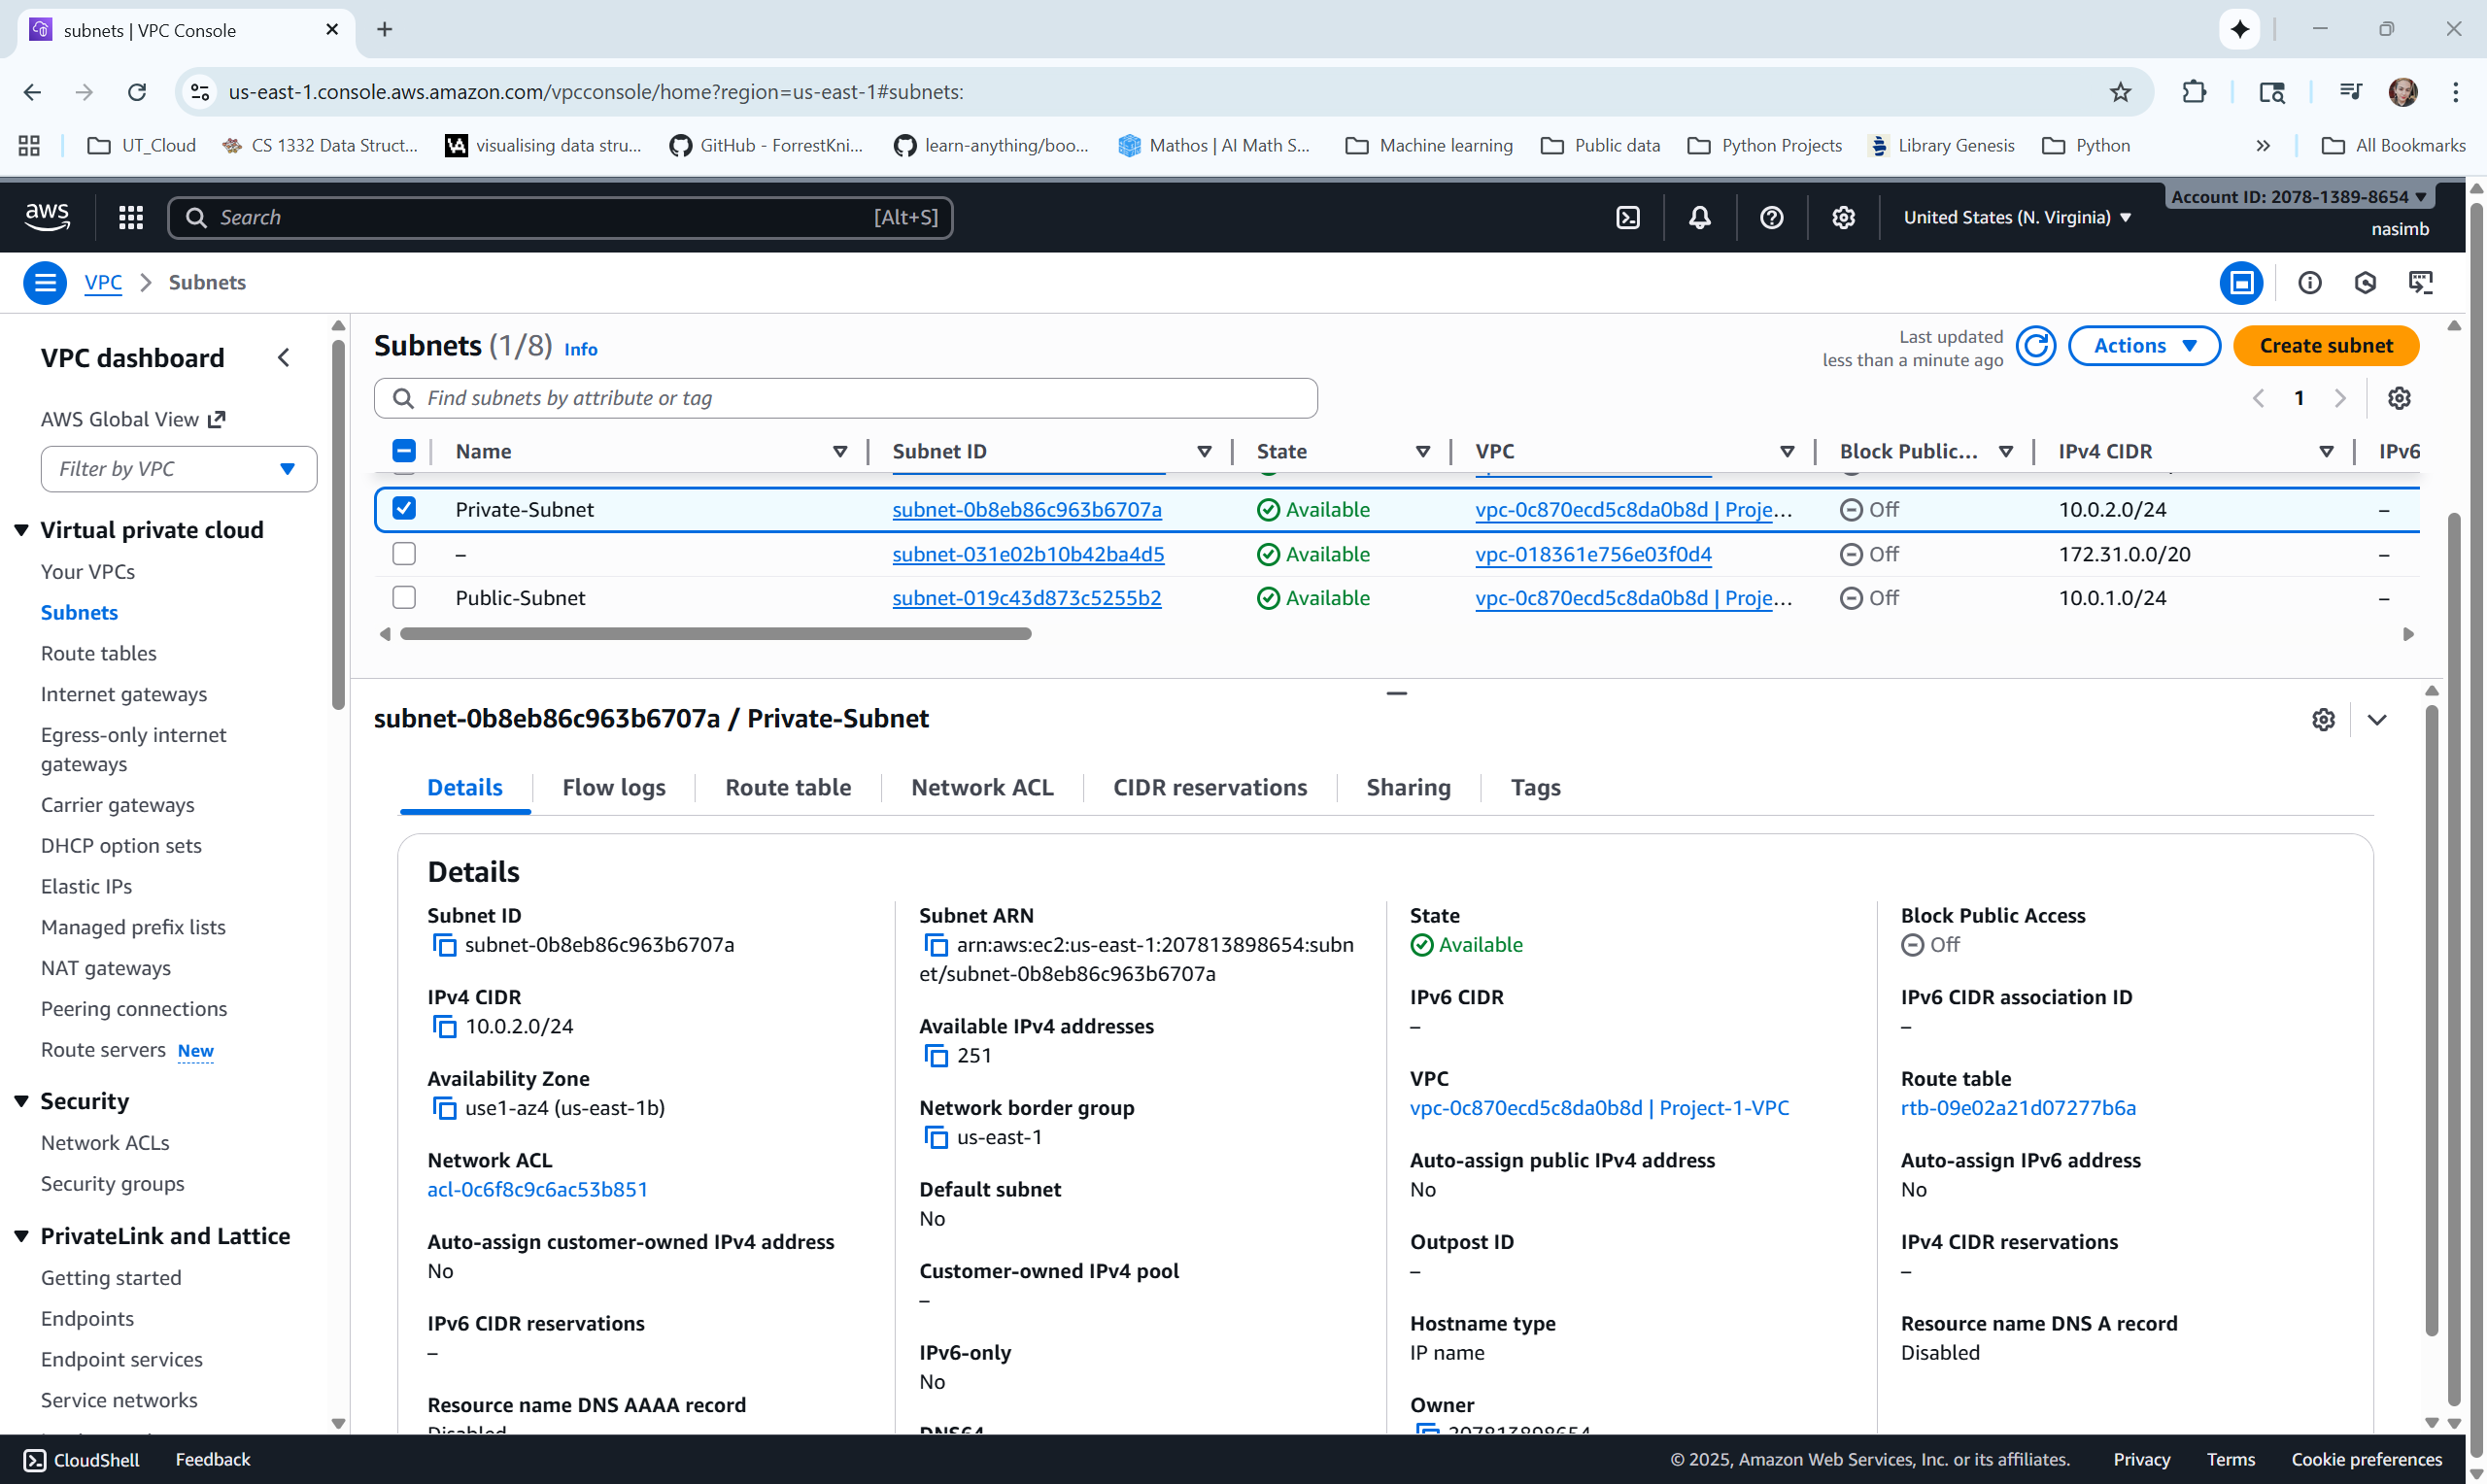 subnets | VPC Console
us-east-1.console.aws.amazon.com/vpcconsole/home?region=us-east-1#subnets:
UT_Cloud
CS 1332 Data Struct...
visualising data stru...
GitHub - ForrestKni...
learn-anything/boo...
Mathos | AI Math S...
Machine learning
Public data
Python Projects
Library Genesis
Python
All Bookmarks
aws
Search
[Alt+S]
United States (N. Virginia)
Account ID: 2078-1389-8654
nasimb
VPC
Subnets
VPC dashboard
AWS Global View
Filter by VPC
Virtual private cloud
Your VPCs
Subnets
Route tables
Internet gateways
Egress-only internet
gateways
Carrier gateways
DHCP option sets
Elastic IPs
Managed prefix lists
NAT gateways
Peering connections
Route servers New
Security
Network ACLs
Security groups
PrivateLink and Lattice
Getting started
Endpoints
Endpoint services
Service networks
Subnets (1/8) Info
Last updated
less than a minute ago
Actions
Create subnet
Find subnets by attribute or tag
1
Name Subnet ID State VPC Block Public... IPv4 CIDR IPv6
Private-Subnet subnet-0b8eb86c963b6707a Available vpc-0c870ecd5c8da0b8d | Proje... Off 10.0.2.0/24 –
– subnet-031e02b10b42ba4d5 Available vpc-018361e756e03f0d4 Off 172.31.0.0/20 –
Public-Subnet subnet-019c43d873c5255b2 Available vpc-0c870ecd5c8da0b8d | Proje... Off 10.0.1.0/24 –
subnet-0b8eb86c963b6707a / Private-Subnet
Details
Flow logs
Route table
Network ACL
CIDR reservations
Sharing
Tags
Details
Subnet ID
subnet-0b8eb86c963b6707a
IPv4 CIDR
10.0.2.0/24
Availability Zone
use1-az4 (us-east-1b)
Network ACL
acl-0c6f8c9c6ac53b851
Auto-assign customer-owned IPv4 address
No
IPv6 CIDR reservations
–
Resource name DNS AAAA record
Disabled
Subnet ARN
arn:aws:ec2:us-east-1:207813898654:subn
et/subnet-0b8eb86c963b6707a
Available IPv4 addresses
251
Network border group
us-east-1
Default subnet
No
Customer-owned IPv4 pool
–
IPv6-only
No
DNS64
State
Available
IPv6 CIDR
–
VPC
vpc-0c870ecd5c8da0b8d | Project-1-VPC
Auto-assign public IPv4 address
No
Outpost ID
–
Hostname type
IP name
Owner
207813898654
Block Public Access
Off
IPv6 CIDR association ID
–
Route table
rtb-09e02a21d07277b6a
Auto-assign IPv6 address
No
IPv4 CIDR reservations
–
Resource name DNS A record
Disabled
CloudShell
Feedback
© 2025, Amazon Web Services, Inc. or its affiliates.
Privacy
Terms
Cookie preferences